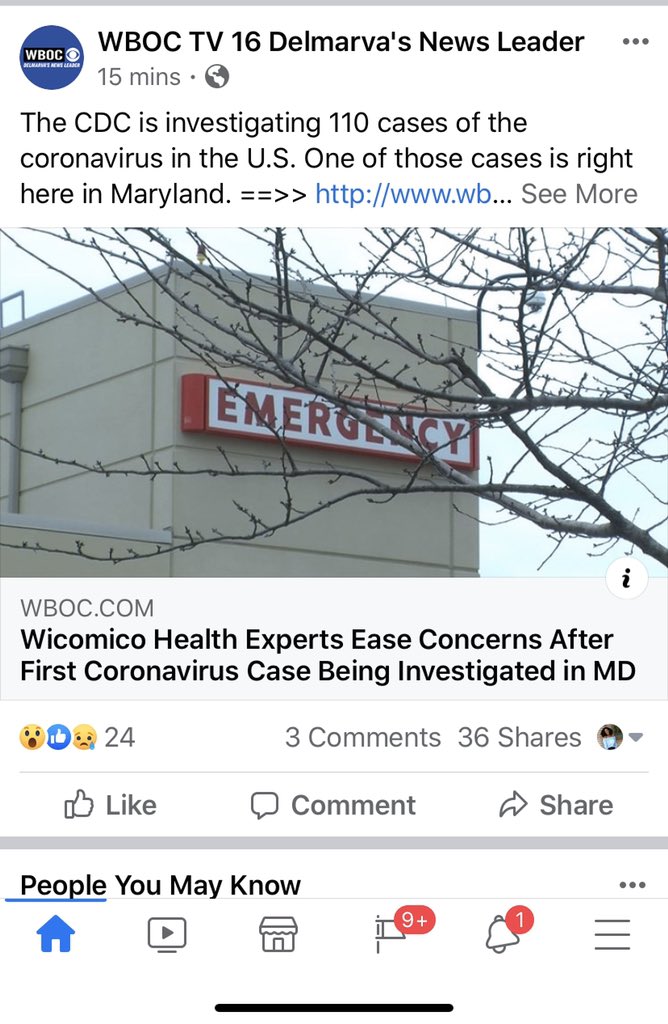 WBOC
DELMARVA'S NEWS LEADER
WBOC TV 16 Delmarva's News Leader
15 mins ·
The CDC is investigating 110 cases of the
coronavirus in the U.S. One of those cases is right
here in Maryland. ==>> http://www.wb... See More
EMERGENCY
i
WBOC.COM
Wicomico Health Experts Ease Concerns After
First Coronavirus Case Being Investigated in MD
24 3 Comments 36 Shares
Like Comment Share
People You May Know
9+ 1